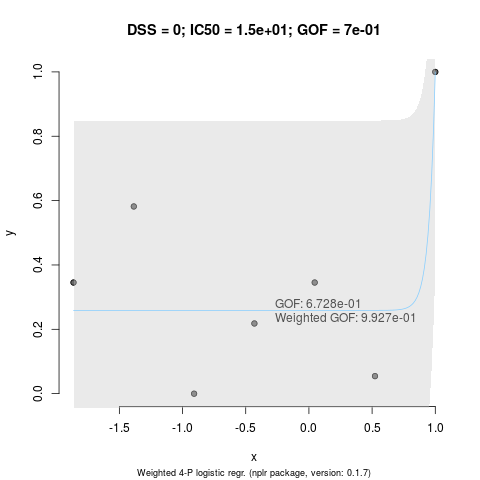 DSS = 0; IC50 = 1.5e+01; GOF = 7e-01
1.0
0.8
0.6
0.4
0.2
0.0
y
GOF: 6.728e-01
Weighted GOF: 9.927e-01
-1.5 -1.0 -0.5 0.0 0.5 1.0
x
Weighted 4-P logistic regr. (nplr package, version: 0.1.7)